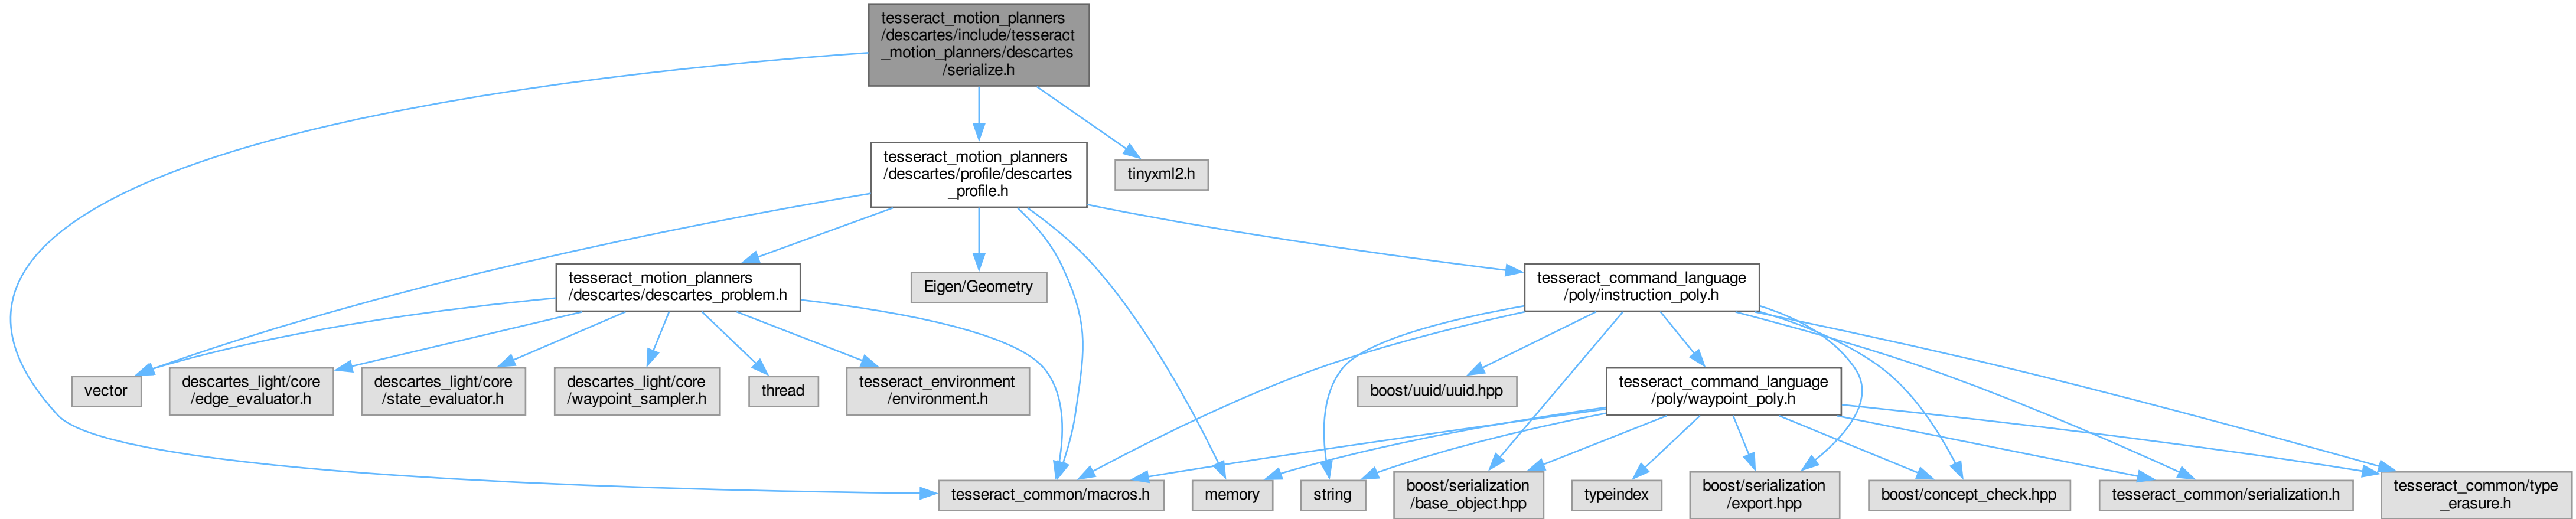 tesseract_motion_planners
/descartes/include/tesseract
_motion_planners/descartes
/serialize.h
tesseract_motion_planners
/descartes/profile/descartes
_profile.h
tinyxml2.h
tesseract_motion_planners
/descartes/descartes_problem.h
Eigen/Geometry
tesseract_command_language
/poly/instruction_poly.h
vector
descartes_light/core
/edge_evaluator.h
descartes_light/core
/state_evaluator.h
descartes_light/core
/waypoint_sampler.h
thread
tesseract_environment
/environment.h
boost/uuid/uuid.hpp
tesseract_command_language
/poly/waypoint_poly.h
tesseract_common/macros.h
memory
string
boost/serialization
/base_object.hpp
typeindex
boost/serialization
/export.hpp
boost/concept_check.hpp
tesseract_common/serialization.h
tesseract_common/type
_erasure.h